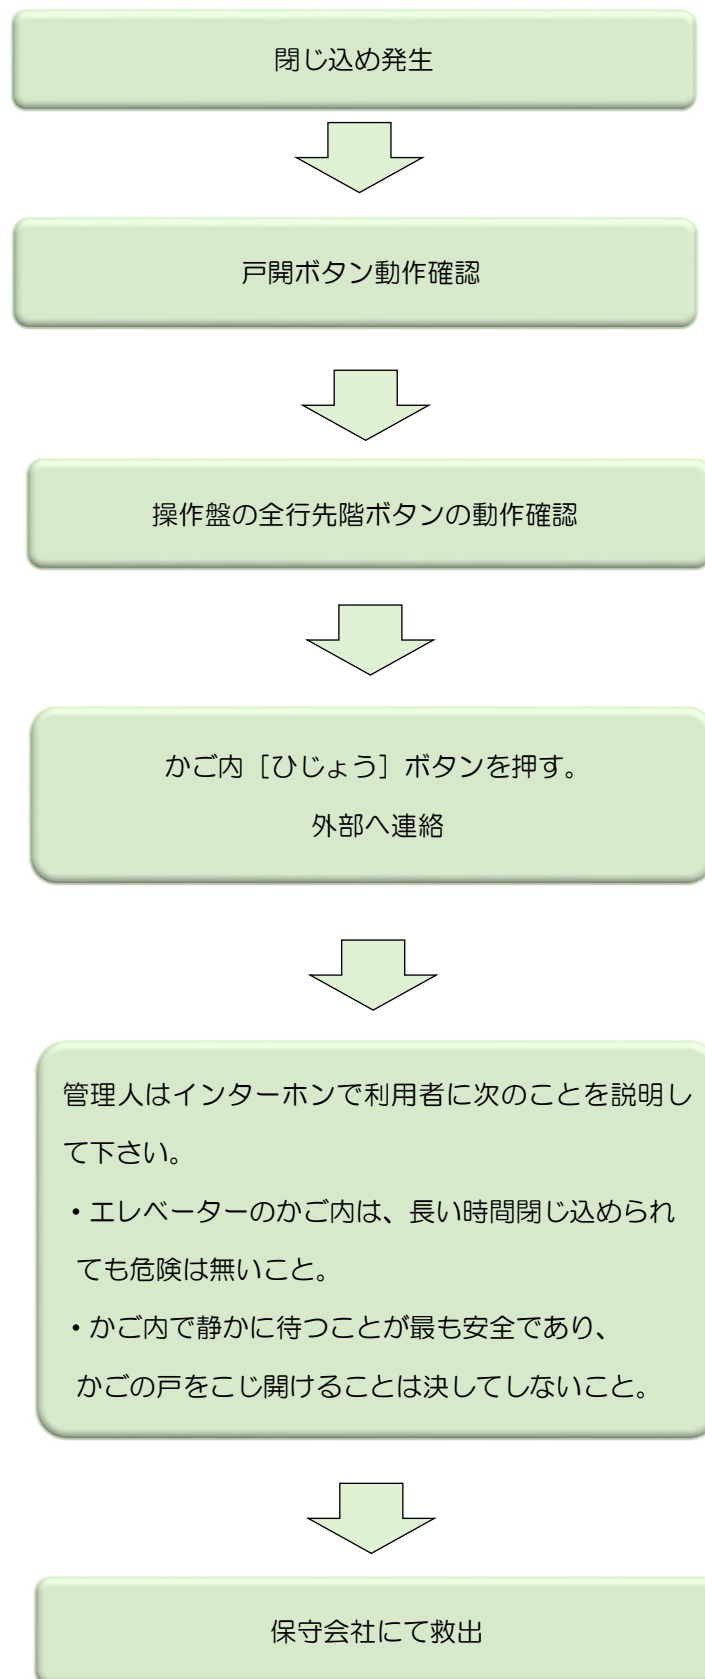 閉じ込め発生
戸開ボタン動作確認
操作盤の全行先階ボタンの動作確認
かご内［ひじょう］ボタンを押す。
外部へ連絡
管理人はインターホンで利用者に次のことを説明し
て下さい。
・エレベーターのかご内は、長い時間閉じ込められ
ても危険は無いこと。
・かご内で静かに待つことが最も安全であり、
かごの戸をこじ開けることは決してしないこと。
保守会社にて救出